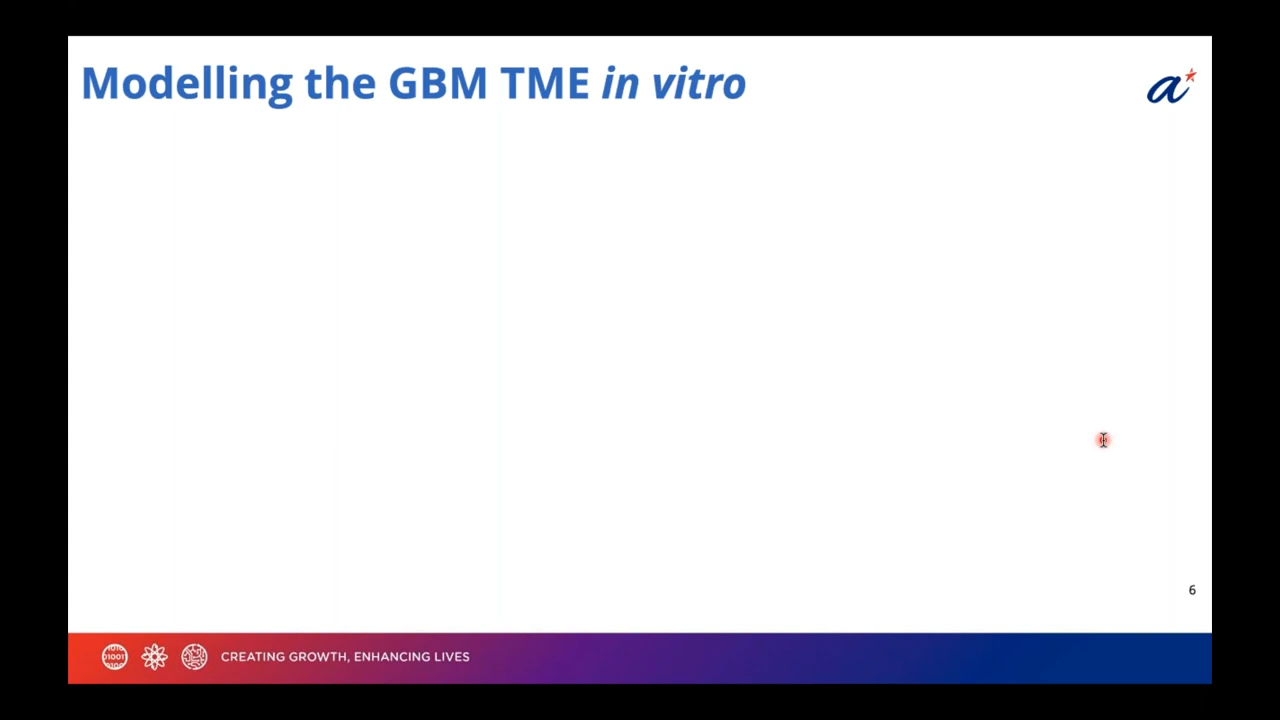 Modelling the GBM TME in vitro
a*
6
CREATING GROWTH, ENHANCING LIVES